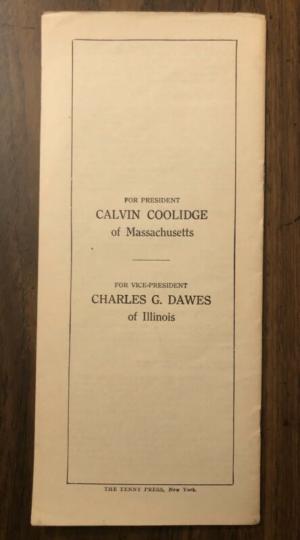 FOR PRESIDENT
CALVIN COOLIDGE
of Massachusetts
FOR VICE-PRESIDENT
CHARLES G. DAWES
of Illinois
THE TENNY PRESS, New York.